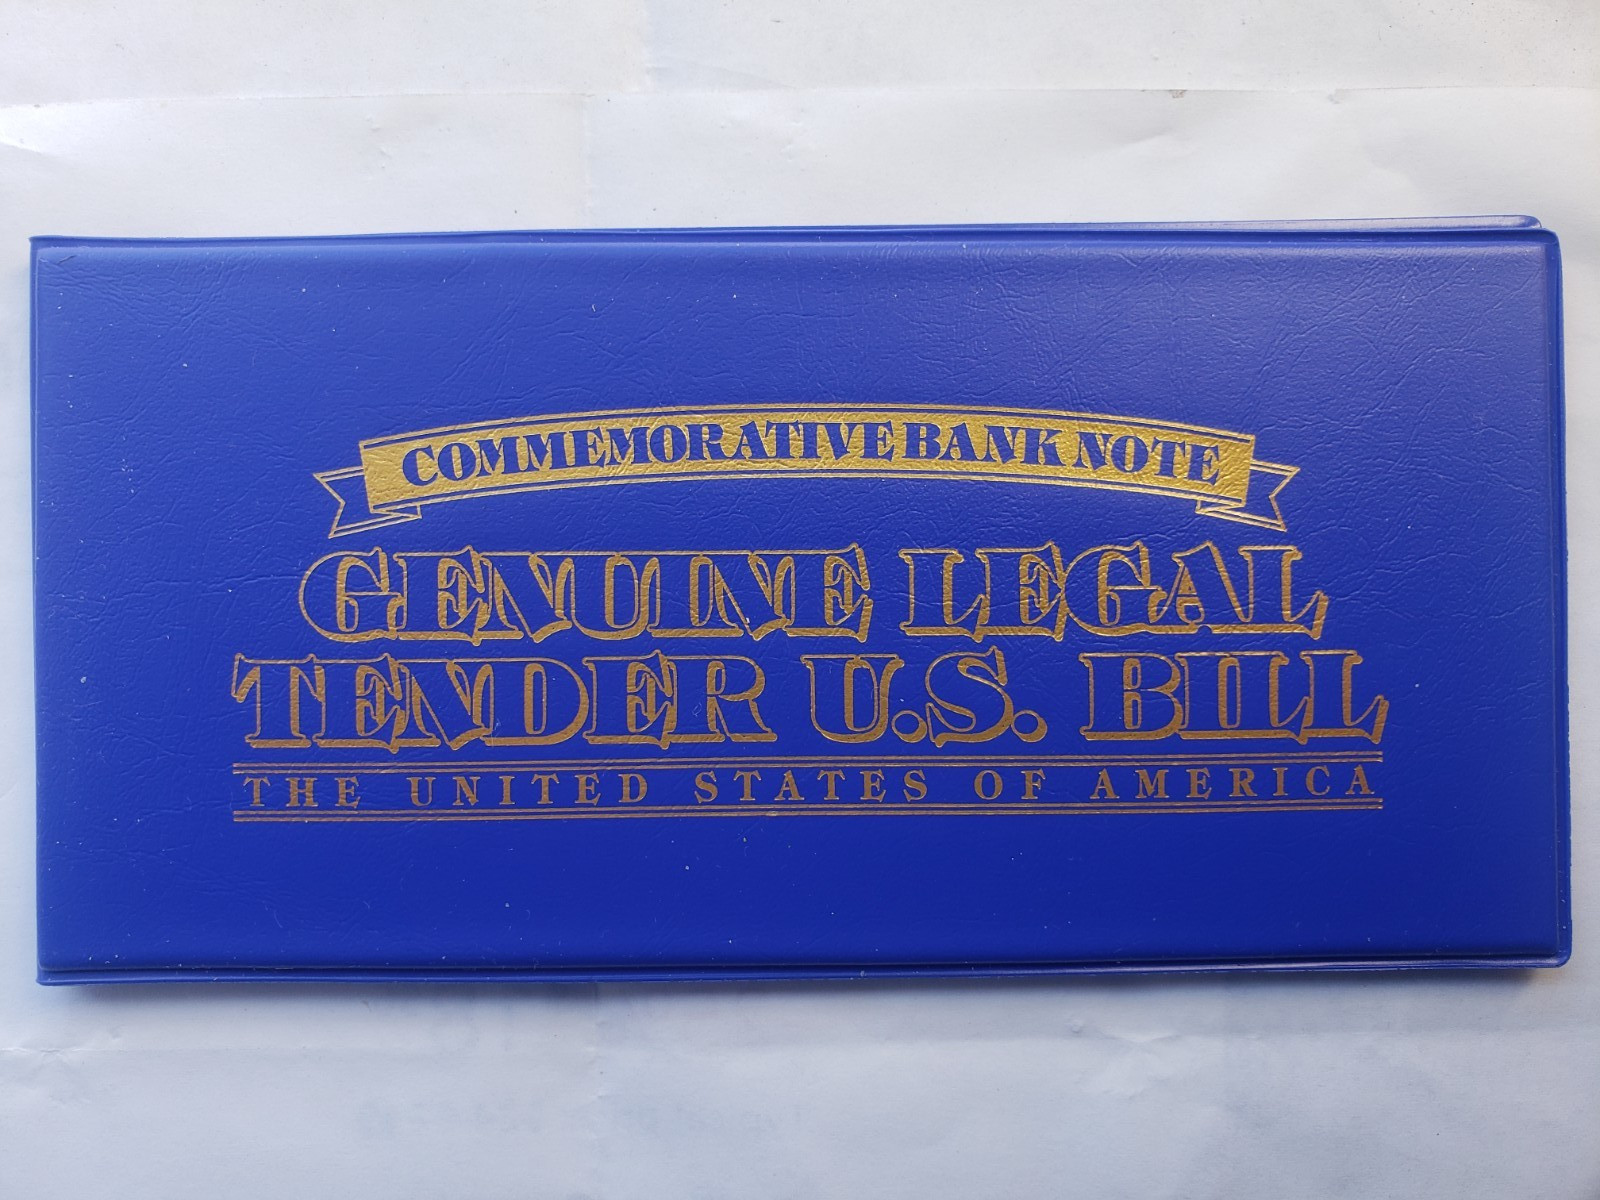 COMMEMORATIVE BANK NOTE
GENUINE LEGAL
TENDER U.S. BILL
THE UNITED STATES OF AMERICA